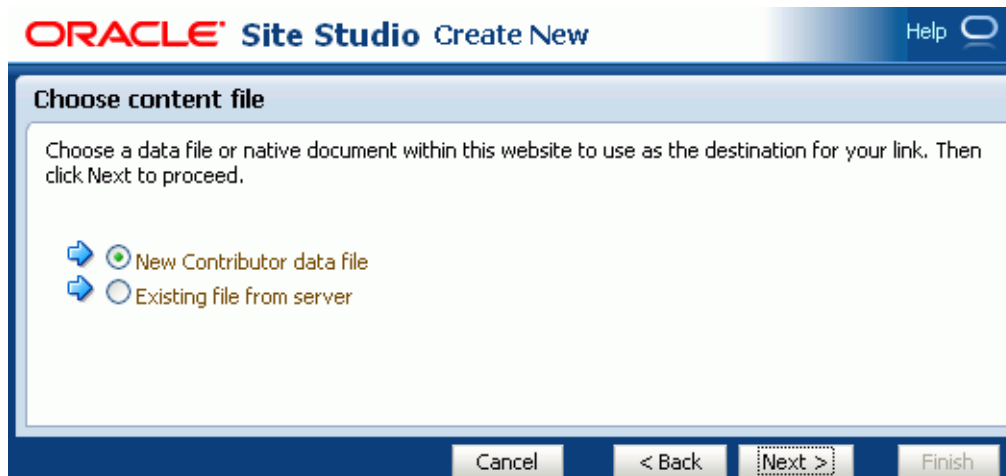 ORACLE Site Studio Create New Help
Choose content file
Choose a data file or native document within this website to use as the destination for your link. Then
click Next to proceed.
New Contributor data file
Existing file from server
Cancel < Back Next > Finish